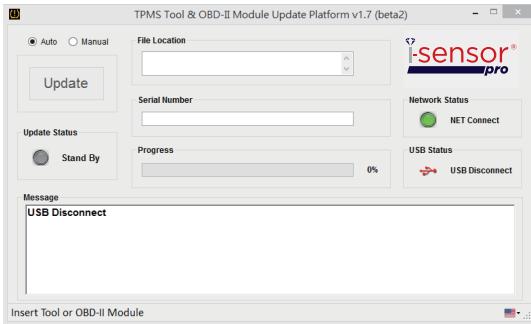 TPMS Tool & OBD-II Module Update Platform v1.7 (beta2)
Auto Manual
Update
File Location
i-sensor®
pro
Serial Number
Network Status
NET Connect
Update Status
Stand By
Progress
0%
USB Status
USB Disconnect
Message
USB Disconnect
Insert Tool or OBD-II Module